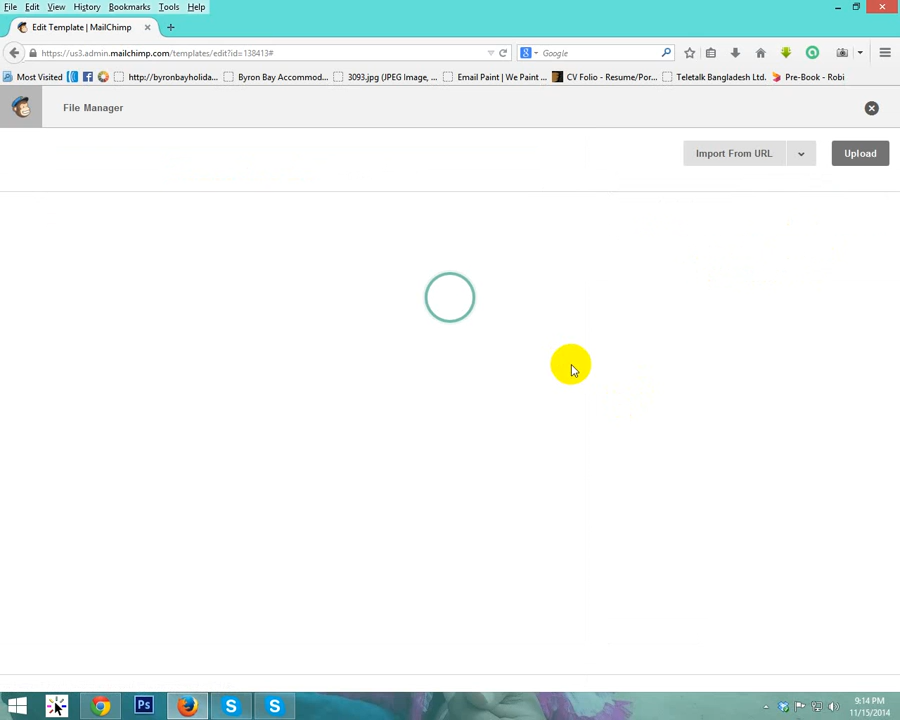 File Edit View History Bookmarks Tools Help
Edit Template | MailChimp
https://us3.admin.mailchimp.com/templates/edit?id=138413#
Google
Most Visited http://byronbayholida... Byron Bay Accommod... 3093.jpg (JPEG Image, ... Email Paint | We Paint ... CV Folio - Resume/Por... Teletalk Bangladesh Ltd. Pre-Book - Robi
File Manager
Import From URL Upload
Ps
9:14 PM
11/15/2014